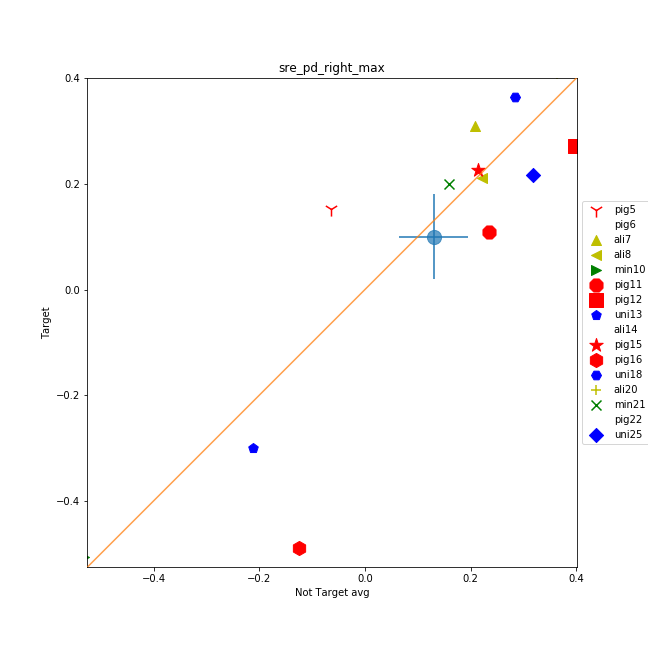 sre_pd_right_max
0.4
0.2
0.0
−0.2
−0.4
Target
−0.4
−0.2
0.0
0.2
0.4
Not Target avg
pig5
pig6
ali7
ali8
min10
pig11
pig12
uni13
ali14
pig15
pig16
uni18
ali20
min21
pig22
uni25